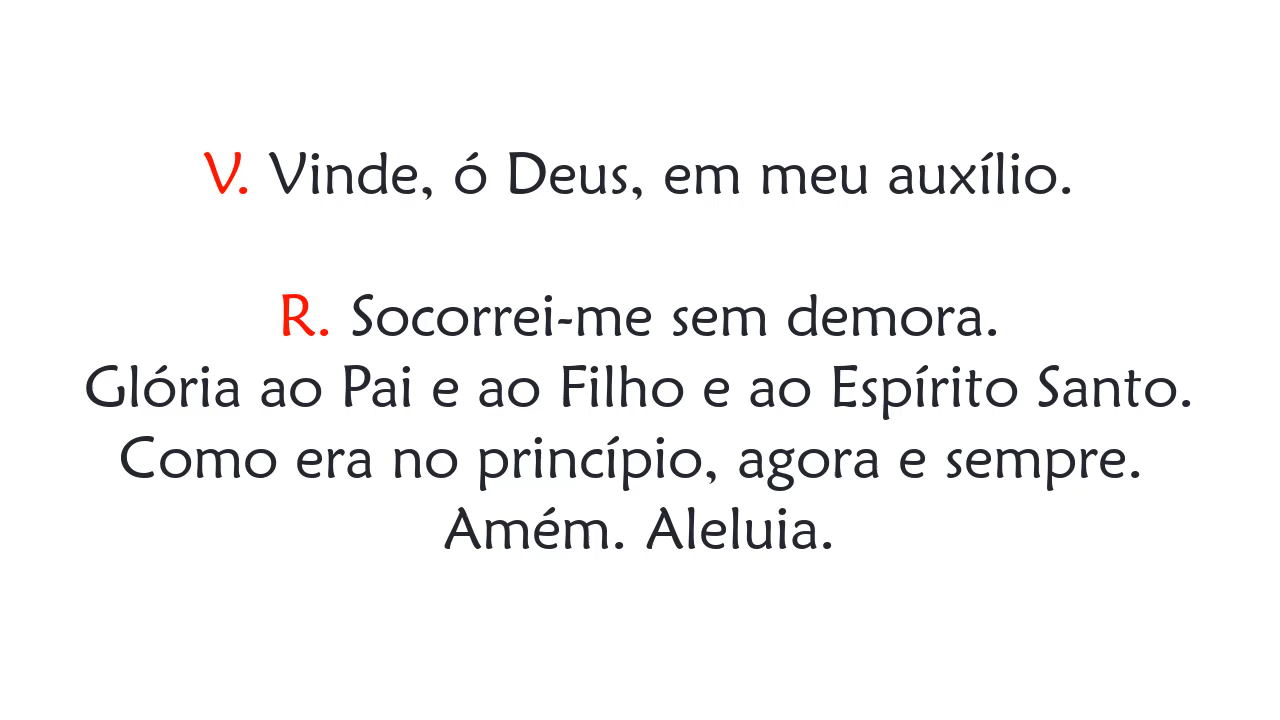 V. Vinde, ó Deus, em meu auxílio.
R. Socorrei-me sem demora.
Glória ao Pai e ao Filho e ao Espírito Santo.
Como era no princípio, agora e sempre.
Amém. Aleluia.